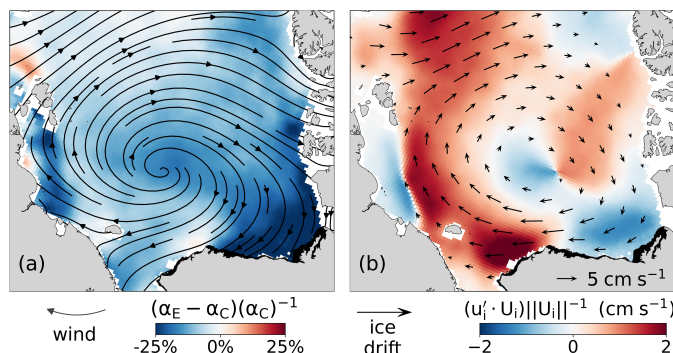 (a)
(b)
5 cm s⁻¹
wind
(α_E − α_C)(α_C)⁻¹
-25% 0% 25%
ice
drift
(u′_i · U_i)||U_i||⁻¹ (cm s⁻¹)
−2 0 2